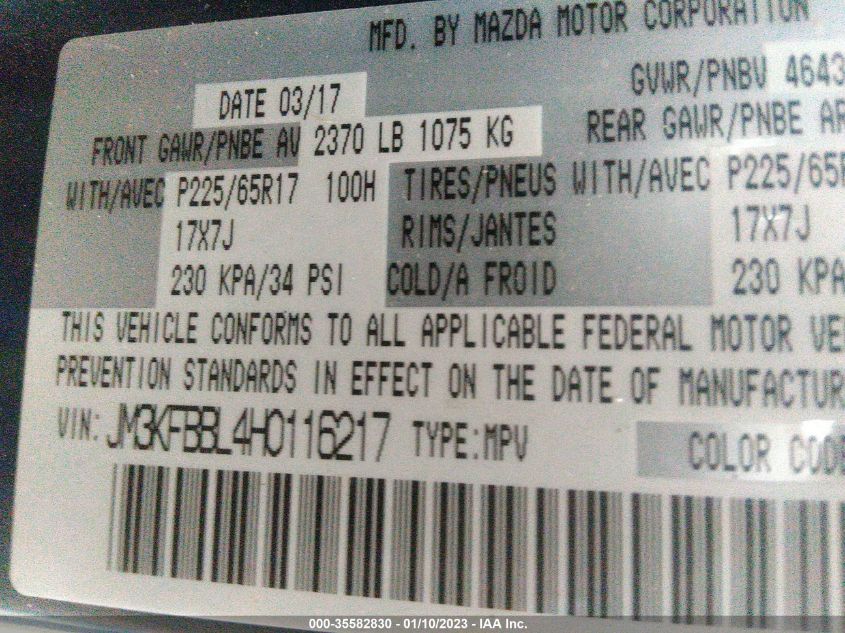 MFD. BY MAZDA MOTOR CORPORATION
DATE 03/17 GVWR/PNBV 4643
FRONT GAWR/PNBE AV 2370 LB 1075 KG REAR GAWR/PNBE AR
WITH/AVEC P225/65R17 100H TIRES/PNEUS WITH/AVEC P225/65R
17X7J RIMS/JANTES 17X7J
230 KPA/34 PSI COLD/A FROID 230 KPA
THIS VEHICLE CONFORMS TO ALL APPLICABLE FEDERAL MOTOR VE
PREVENTION STANDARDS IN EFFECT ON THE DATE OF MANUFACTUR
VIN: JM3KFBBL4H0116217 TYPE:MPV COLOR CODE
000-35582830 - 01/10/2023 - IAA Inc.